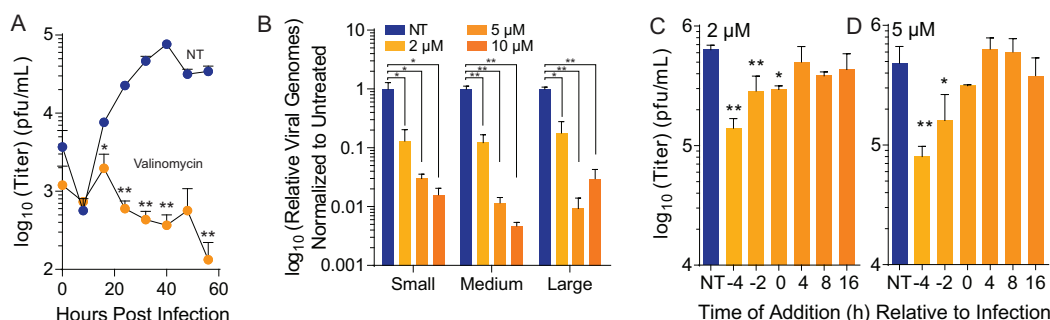 A
log10 (Titer) (pfu/mL)
5
4
3
2
NT
Valinomycin
*
**
**
**
**
0 20 40 60
Hours Post Infection
B
log10 (Relative Viral Genomes)
Normalized to Untreated
NT 5 µM
2 µM 10 µM
10
1
0.1
0.01
0.001
* ** **
* ** **
* ** *
Small Medium Large
C
2 µM
log10 (Titer) (pfu/mL)
6
5
4
**
**
*
NT -4 -2 0 4 8 16
D
5 µM
6
5
4
**
*
NT -4 -2 0 4 8 16
Time of Addition (h) Relative to Infection